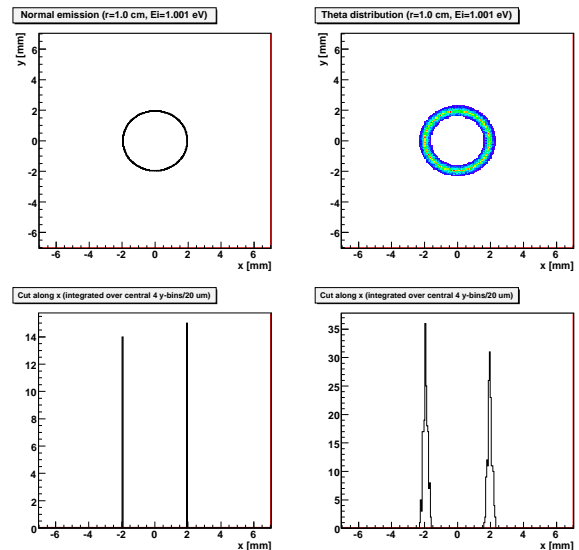 Normal emission (r=1.0 cm, Ei=1.001 eV)
y [mm]
6
4
2
0
-2
-4
-6
-6 -4 -2 0 2 4 6
x [mm]
Theta distribution (r=1.0 cm, Ei=1.001 eV)
y [mm]
6
4
2
0
-2
-4
-6
-6 -4 -2 0 2 4 6
x [mm]
Cut along x (integrated over central 4 y-bins/20 um)
14
12
10
8
6
4
2
0
-6 -4 -2 0 2 4 6
x [mm]
Cut along x (integrated over central 4 y-bins/20 um)
35
30
25
20
15
10
5
0
-6 -4 -2 0 2 4 6
x [mm]